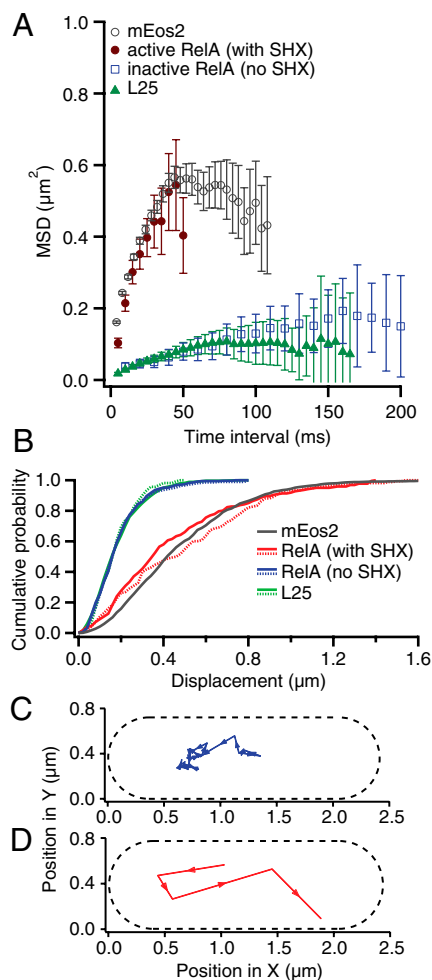 A
mEos2
active RelA (with SHX)
inactive RelA (no SHX)
L25
MSD (µm²)
1.0
0.8
0.6
0.4
0.2
0.0
0 50 100 150 200
Time interval (ms)
B
Cumulative probability
1.0
0.8
0.6
0.4
0.2
0.0
mEos2
RelA (with SHX)
RelA (no SHX)
L25
0.0 0.4 0.8 1.2 1.6
Displacement (µm)
C
0.8
0.4
0.0
0.0 0.5 1.0 1.5 2.0 2.5
Position in Y (µm)
D
0.8
0.4
0.0
0.0 0.5 1.0 1.5 2.0 2.5
Position in X (µm)